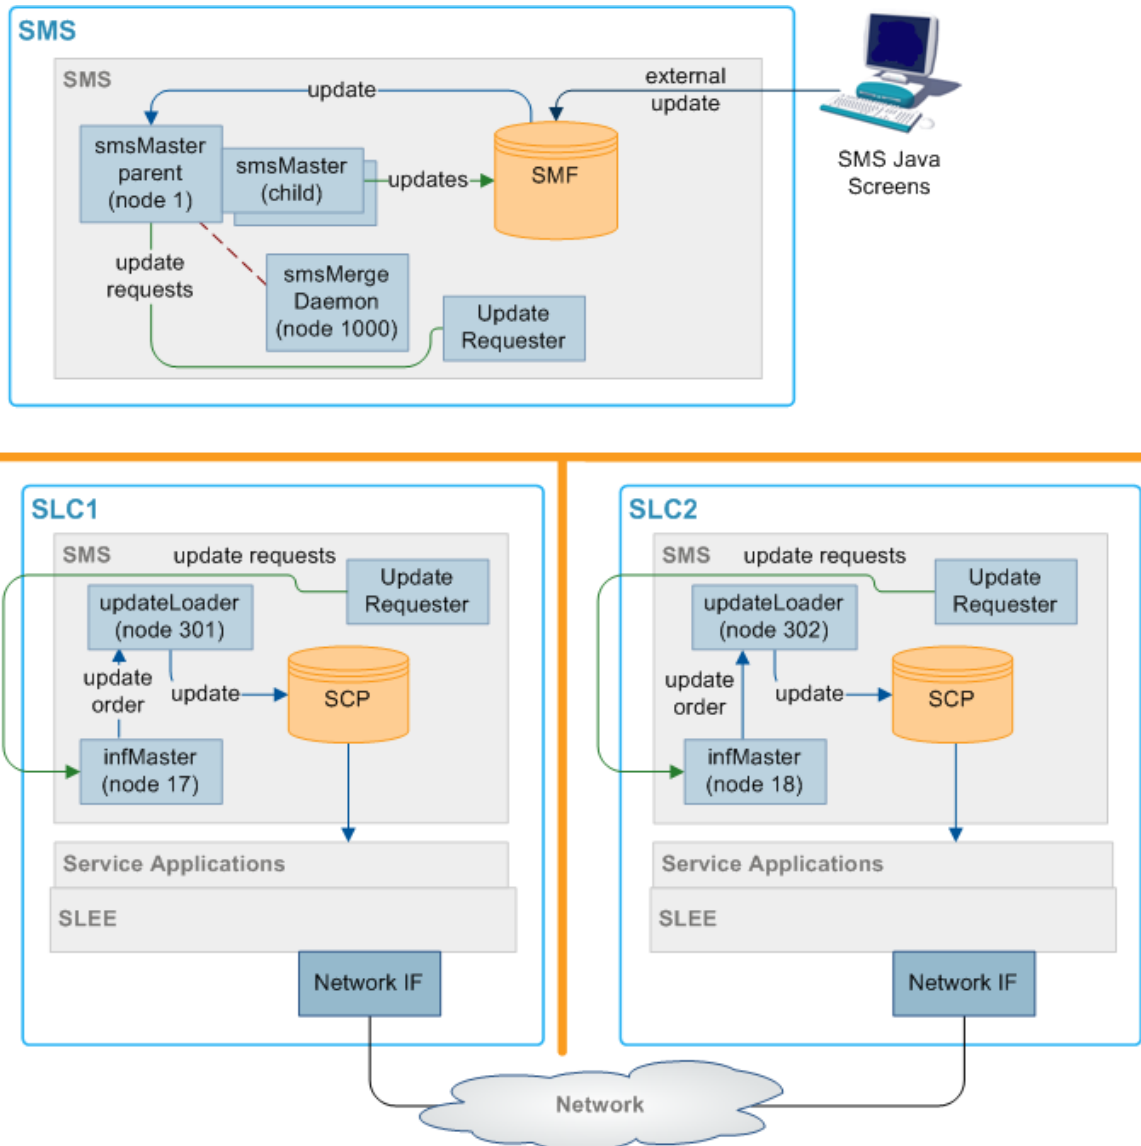 SMS
SMS
update
external
update
smsMaster
parent
(node 1)
smsMaster
(child)
updates
SMF
SMS Java
Screens
update
requests
smsMerge
Daemon
(node 1000)
Update
Requester
SLC1
SMS
update requests
Update
Requester
updateLoader
(node 301)
update
order
update
SCP
infMaster
(node 17)
Service Applications
SLEE
Network IF
SLC2
SMS
update requests
Update
Requester
updateLoader
(node 302)
update
order
update
SCP
infMaster
(node 18)
Service Applications
SLEE
Network IF
Network